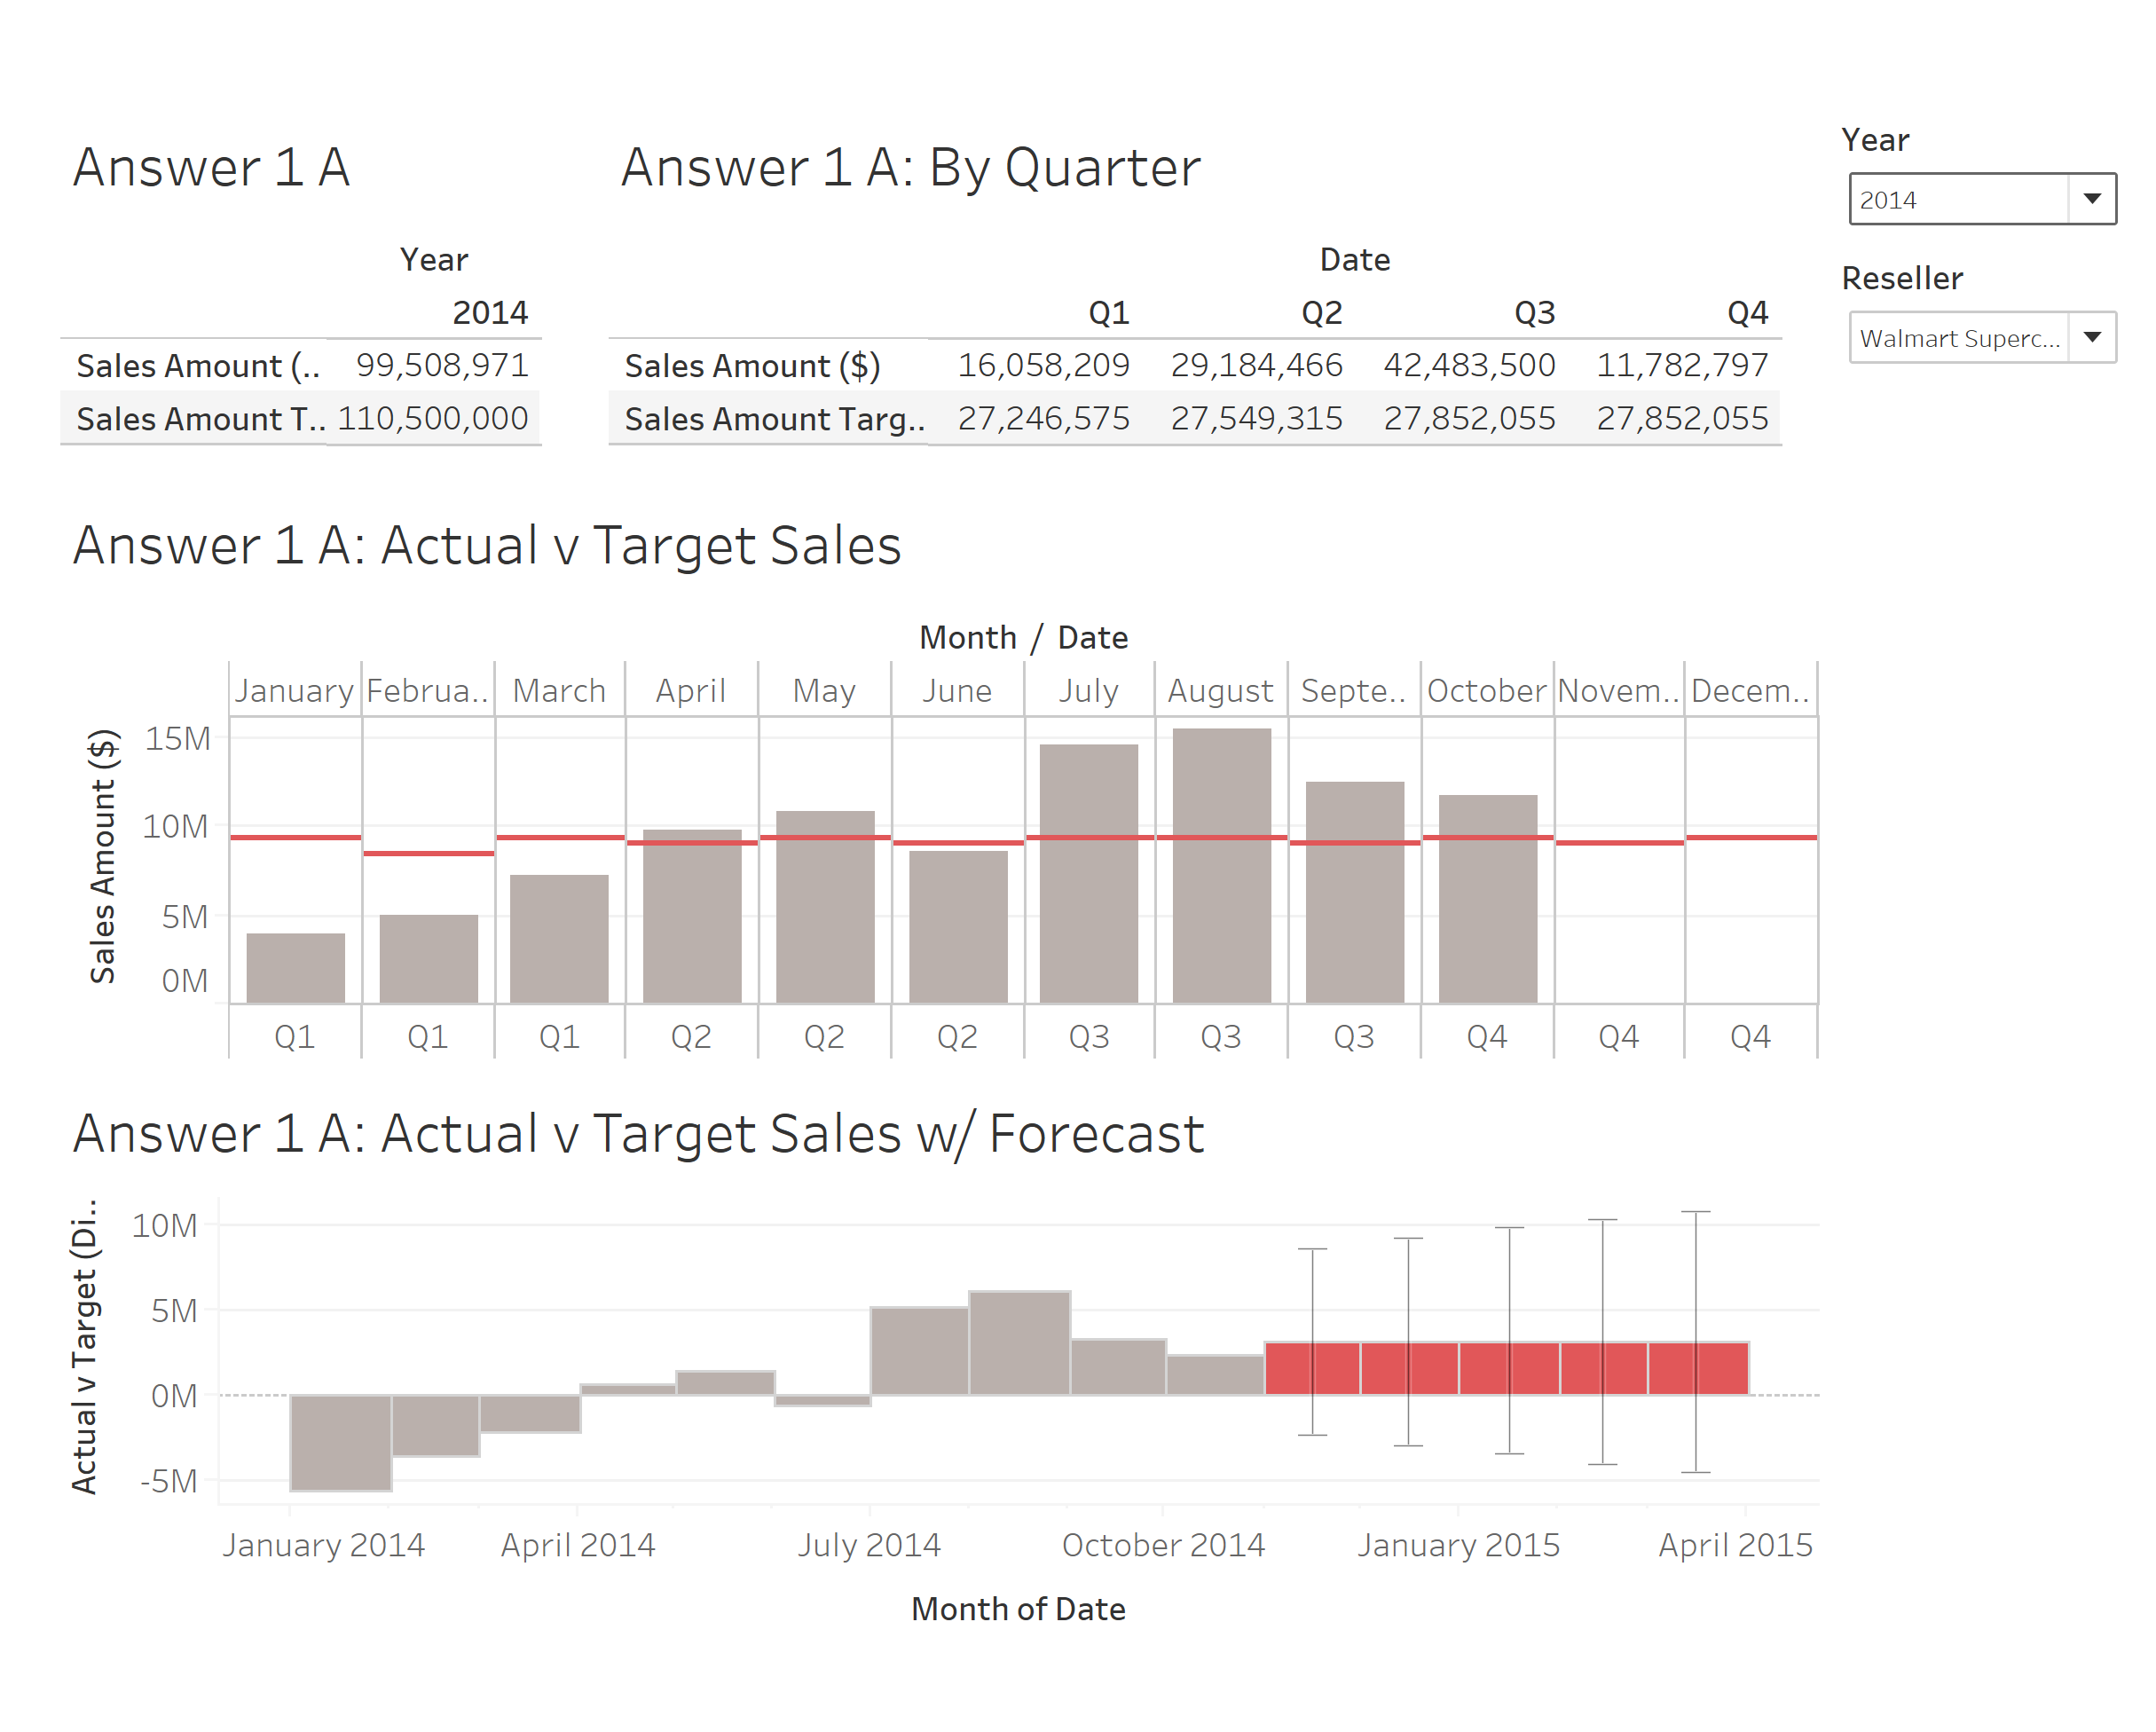 Year
Answer 1 A
Answer 1 A: By Quarter
2014
Year
Date
Reseller
2014
Q1 Q2 Q3 Q4
Walmart Superc...
Sales Amount (.. 99,508,971
Sales Amount ($) 16,058,209 29,184,466 42,483,500 11,782,797
Sales Amount T.. 110,500,000
Sales Amount Targ.. 27,246,575 27,549,315 27,852,055 27,852,055
Answer 1 A: Actual v Target Sales
Month / Date
January Februa.. March April May June July August Septe.. October Novem.. Decem..
Sales Amount ($)
15M
10M
5M
0M
Q1 Q1 Q1 Q2 Q2 Q2 Q3 Q3 Q3 Q4 Q4 Q4
Answer 1 A: Actual v Target Sales w/ Forecast
Actual v Target (Di..
10M
5M
0M
-5M
January 2014 April 2014 July 2014 October 2014 January 2015 April 2015
Month of Date